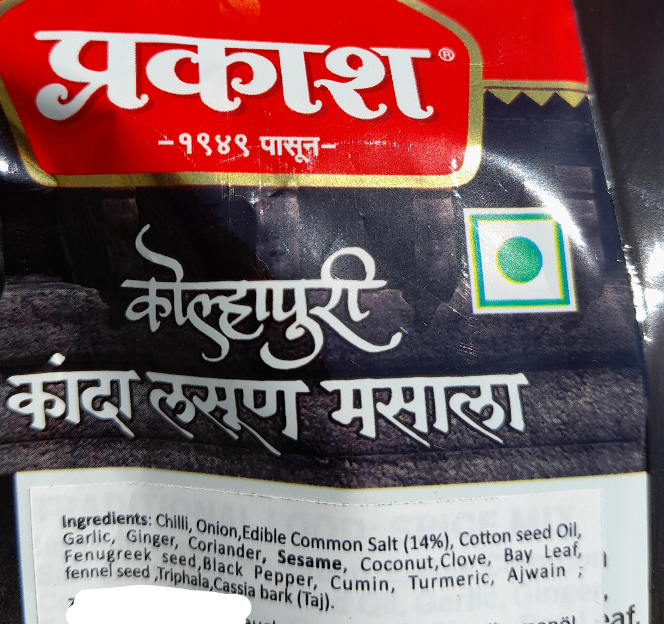 प्रकाश®
-१९४९ पासून-
कोल्हापुरी
कांदा लसूण मसाला
Ingredients: Chilli, Onion,Edible Common Salt (14%), Cotton seed Oil,
Garlic, Ginger, Coriander, Sesame, Coconut,Clove, Bay Leaf,
Fenugreek seed,Black Pepper, Cumin, Turmeric, Ajwain ;
fennel seed ,Triphala,Cassia bark (Taj).